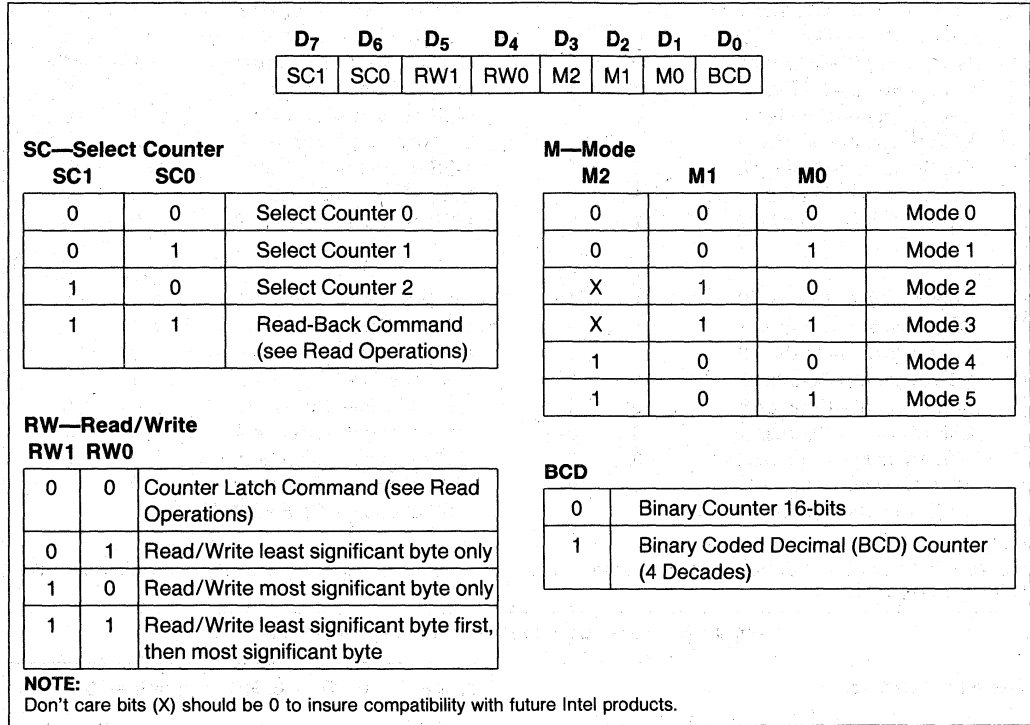 D7 D6 D5 D4 D3 D2 D1 D0
SC1 SC0 RW1 RW0 M2 M1 M0 BCD
SC—Select Counter
SC1 SC0
0 0 Select Counter 0
0 1 Select Counter 1
1 0 Select Counter 2
1 1 Read-Back Command
(see Read Operations)
RW—Read/Write
RW1 RW0
0 0 Counter Latch Command (see Read
Operations)
0 1 Read/Write least significant byte only
1 0 Read/Write most significant byte only
1 1 Read/Write least significant byte first,
then most significant byte
M—Mode
M2 M1 M0
0 0 0 Mode 0
0 0 1 Mode 1
X 1 0 Mode 2
X 1 1 Mode 3
1 0 0 Mode 4
1 0 1 Mode 5
BCD
0 Binary Counter 16-bits
1 Binary Coded Decimal (BCD) Counter
(4 Decades)
NOTE:
Don't care bits (X) should be 0 to insure compatibility with future Intel products.